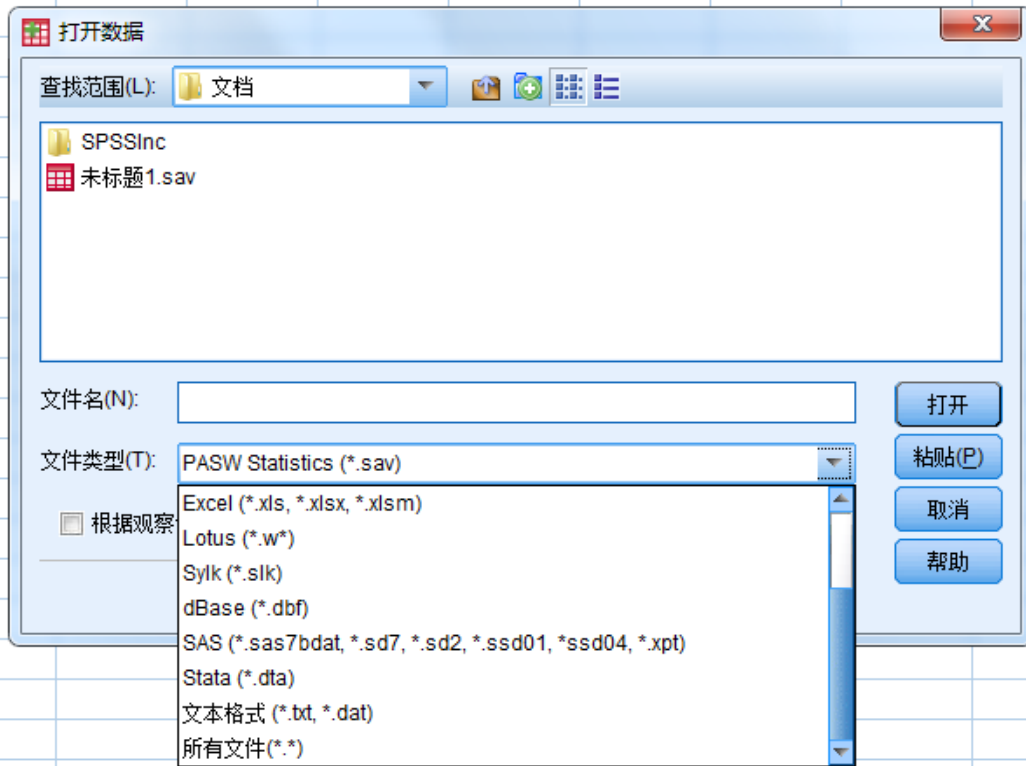 打开数据
查找范围(L): 文档
SPSSInc
未标题1.sav
文件名(N):
打开
文件类型(T): PASW Statistics (*.sav)
粘贴(P)
Excel (*.xls, *.xlsx, *.xlsm)
取消
根据观察
Lotus (*.w*)
Sylk (*.slk)
帮助
dBase (*.dbf)
SAS (*.sas7bdat, *.sd7, *.sd2, *.ssd01, *ssd04, *.xpt)
Stata (*.dta)
文本格式 (*.txt, *.dat)
所有文件(*.*)